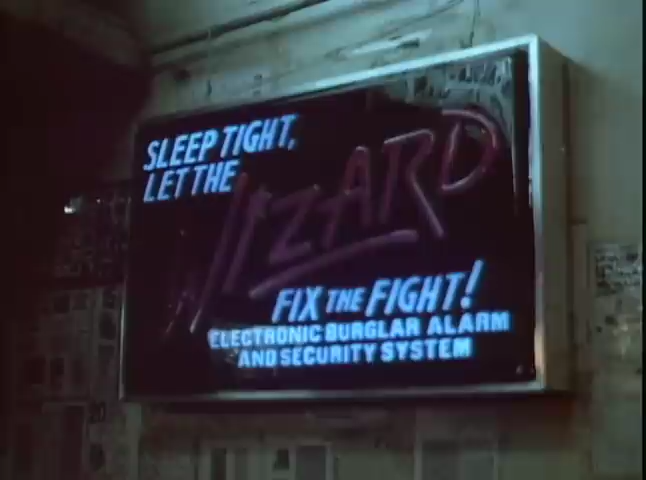 SLEEP TIGHT,
LET THE
WIZARD
FIX THE FIGHT!
ELECTRONIC BURGLAR ALARM
AND SECURITY SYSTEM